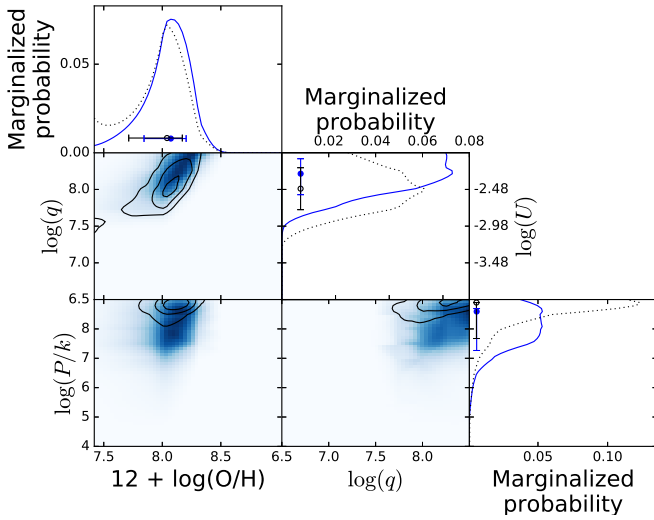 Marginalized
probability
0.05
0.00
Marginalized
probability
0.02 0.04 0.06 0.08
log(q)
8.0
7.5
7.0
6.5
-2.48
-2.98
-3.48
log(U)
log(P/k)
8
7
6
5
4
7.5 8.0 8.5
6.5 7.0 7.5 8.0
0.05 0.10
12 + log(O/H)
log(q)
Marginalized
probability